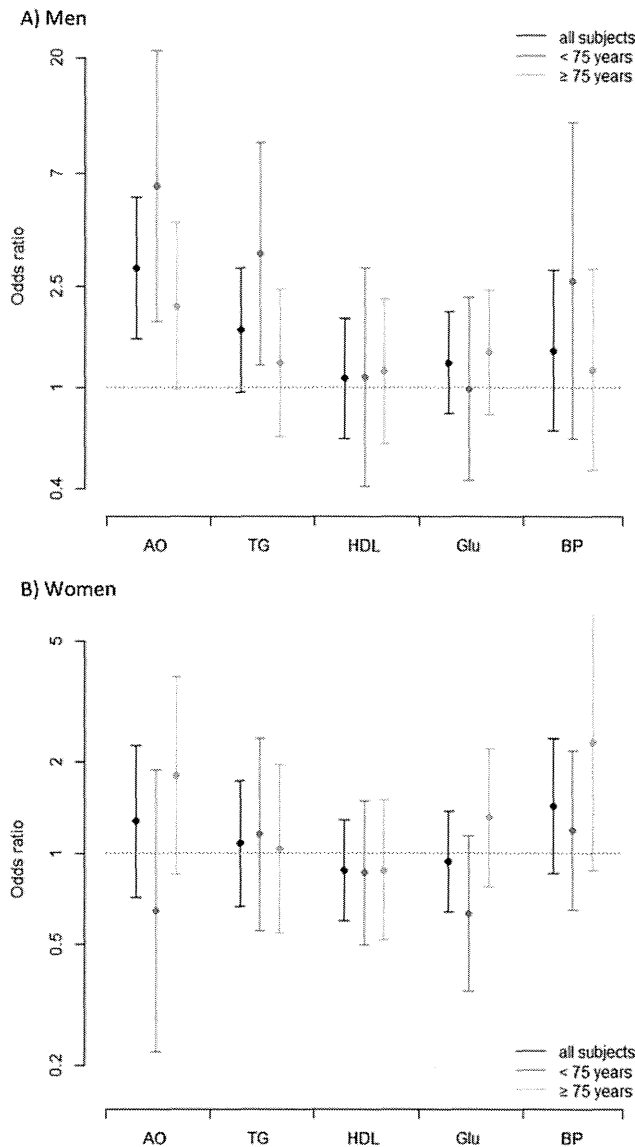 A) Men
all subjects
< 75 years
≥ 75 years
Odds ratio
20
7
2.5
1
0.4
AO TG HDL Glu BP
B) Women
Odds ratio
5
2
1
0.5
0.2
all subjects
< 75 years
≥ 75 years
AO TG HDL Glu BP